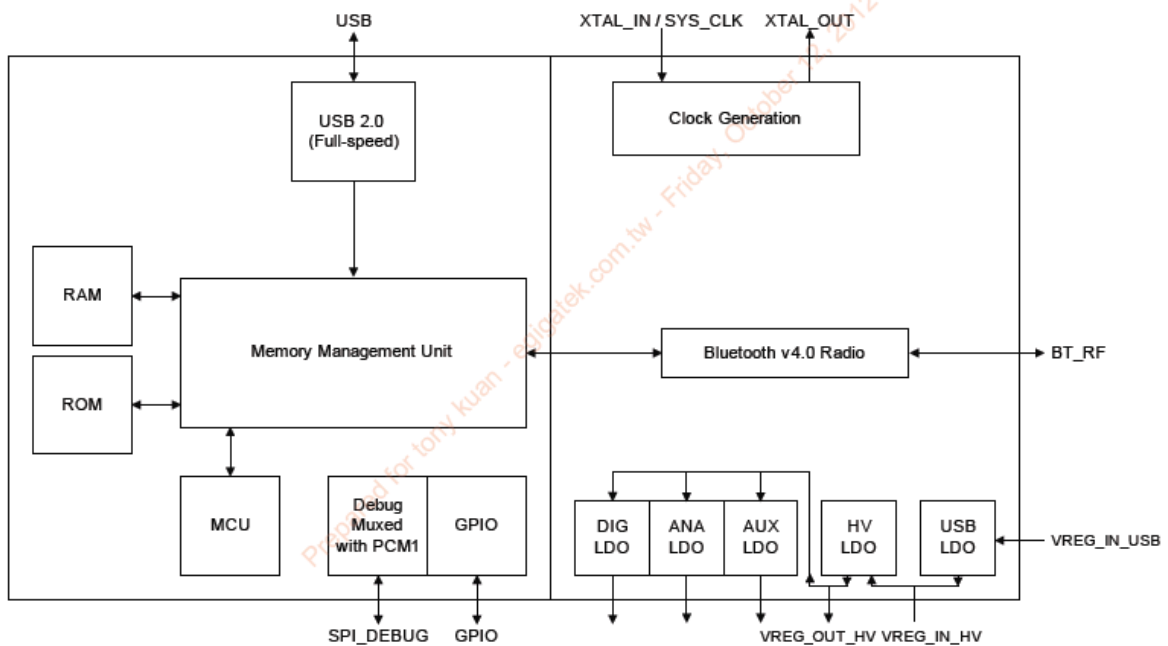 USB
XTAL_IN / SYS_CLK
XTAL_OUT
USB 2.0
(Full-speed)
Clock Generation
RAM
Memory Management Unit
Bluetooth v4.0 Radio
BT_RF
ROM
MCU
Debug
Muxed
with PCM1
GPIO
DIG
LDO
ANA
LDO
AUX
LDO
HV
LDO
USB
LDO
VREG_IN_USB
SPI_DEBUG
GPIO
VREG_OUT_HV
VREG_IN_HV
Prepared for tony kuan - egigatek.com.tw - Friday, October 12, 2012